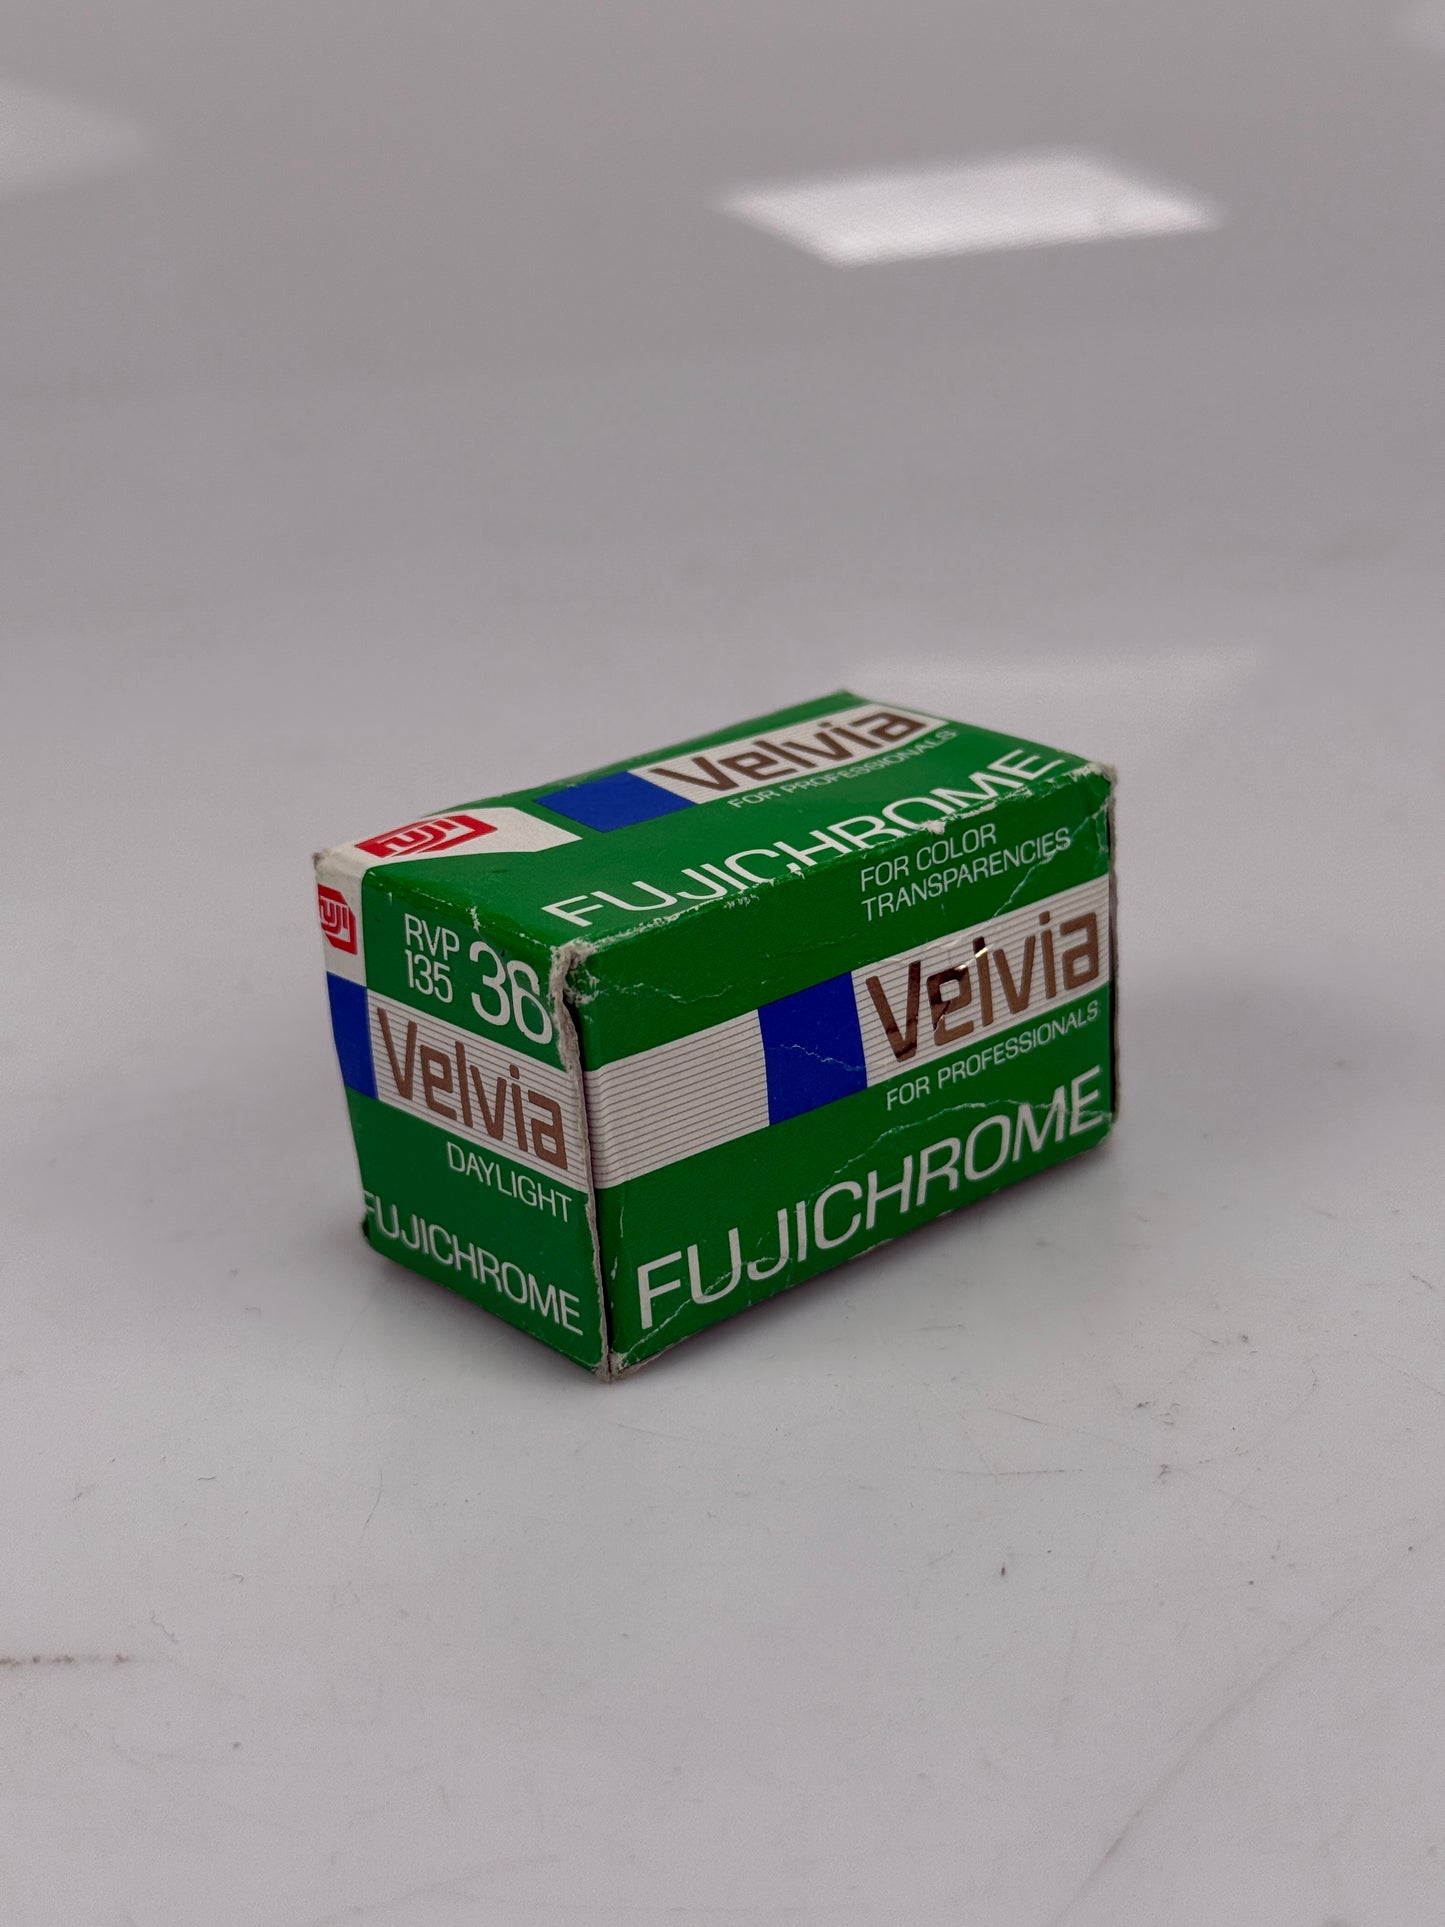 FUJI
Velvia
FOR PROFESSIONALS
FUJICHROME
FUJI
RVP
135 36
Velvia
DAYLIGHT
FUJICHROME
FOR COLOR
TRANSPARENCIES
Velvia
FOR PROFESSIONALS
FUJICHROME